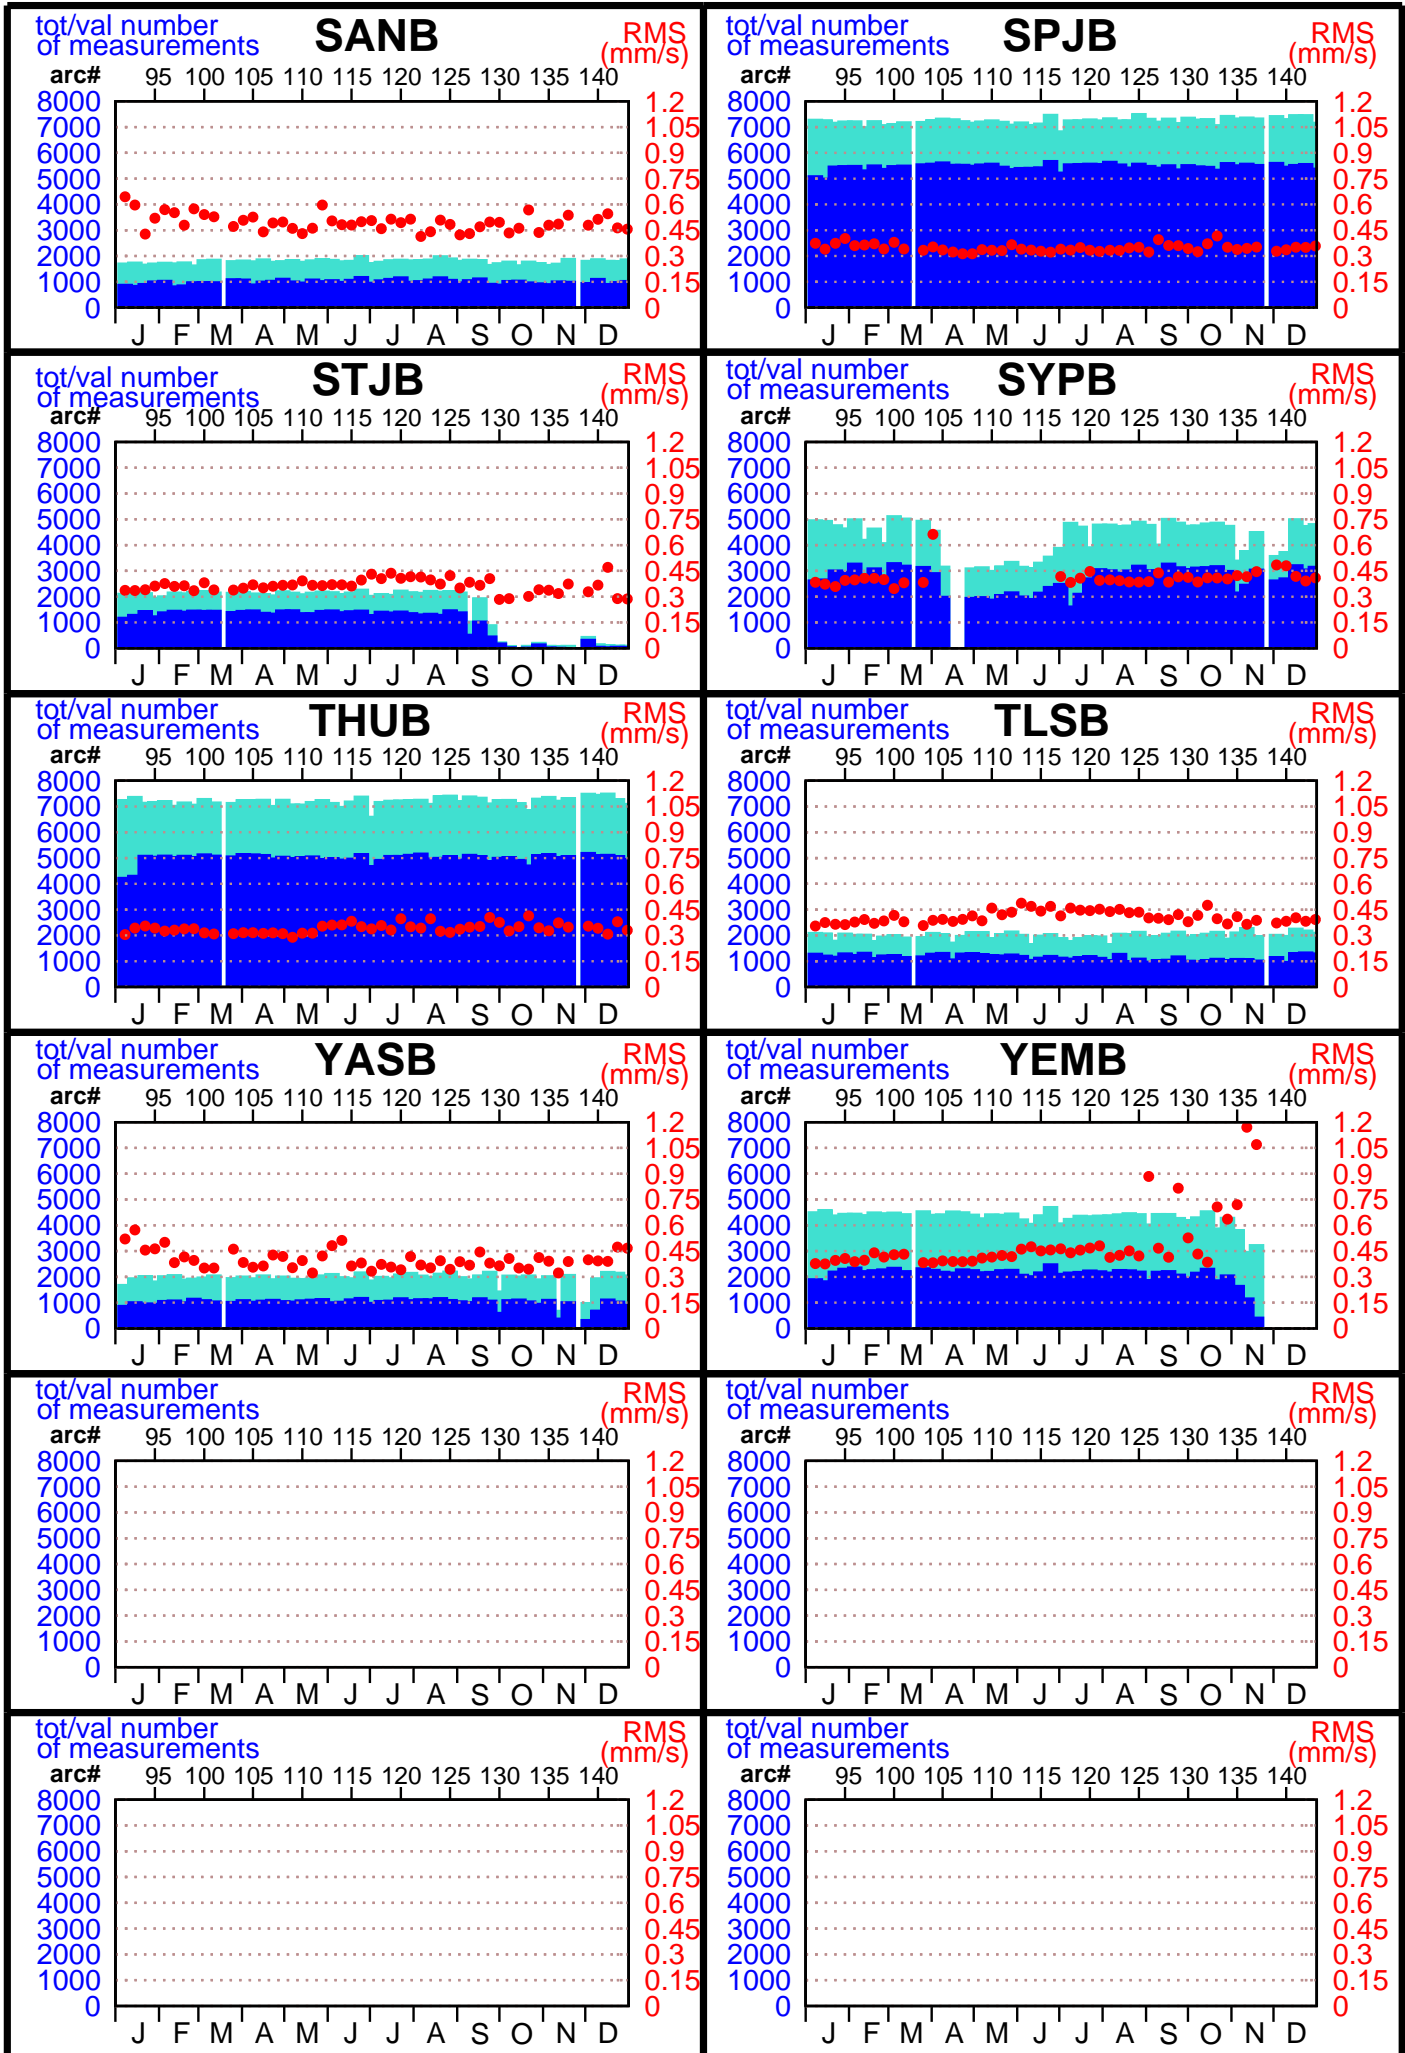 tot/val number
of measurements
SANB
RMS
(mm/s)
arc#
95 100 105 110 115 120 125 130 135 140
8000 1.2
7000 1.05
6000 0.9
5000 0.75
4000 0.6
3000 0.45
2000 0.3
1000 0.15
0 0
J F M A M J J A S O N D
tot/val number
of measurements
SPJB
RMS
(mm/s)
arc#
95 100 105 110 115 120 125 130 135 140
8000 1.2
7000 1.05
6000 0.9
5000 0.75
4000 0.6
3000 0.45
2000 0.3
1000 0.15
0 0
J F M A M J J A S O N D
tot/val number
of measurements
STJB
RMS
(mm/s)
arc#
95 100 105 110 115 120 125 130 135 140
8000 1.2
7000 1.05
6000 0.9
5000 0.75
4000 0.6
3000 0.45
2000 0.3
1000 0.15
0 0
J F M A M J J A S O N D
tot/val number
of measurements
SYPB
RMS
(mm/s)
arc#
95 100 105 110 115 120 125 130 135 140
8000 1.2
7000 1.05
6000 0.9
5000 0.75
4000 0.6
3000 0.45
2000 0.3
1000 0.15
0 0
J F M A M J J A S O N D
tot/val number
of measurements
THUB
RMS
(mm/s)
arc#
95 100 105 110 115 120 125 130 135 140
8000 1.2
7000 1.05
6000 0.9
5000 0.75
4000 0.6
3000 0.45
2000 0.3
1000 0.15
0 0
J F M A M J J A S O N D
tot/val number
of measurements
TLSB
RMS
(mm/s)
arc#
95 100 105 110 115 120 125 130 135 140
8000 1.2
7000 1.05
6000 0.9
5000 0.75
4000 0.6
3000 0.45
2000 0.3
1000 0.15
0 0
J F M A M J J A S O N D
tot/val number
of measurements
YASB
RMS
(mm/s)
arc#
95 100 105 110 115 120 125 130 135 140
8000 1.2
7000 1.05
6000 0.9
5000 0.75
4000 0.6
3000 0.45
2000 0.3
1000 0.15
0 0
J F M A M J J A S O N D
tot/val number
of measurements
YEMB
RMS
(mm/s)
arc#
95 100 105 110 115 120 125 130 135 140
8000 1.2
7000 1.05
6000 0.9
5000 0.75
4000 0.6
3000 0.45
2000 0.3
1000 0.15
0 0
J F M A M J J A S O N D
tot/val number
of measurements
RMS
(mm/s)
arc#
95 100 105 110 115 120 125 130 135 140
8000 1.2
7000 1.05
6000 0.9
5000 0.75
4000 0.6
3000 0.45
2000 0.3
1000 0.15
0 0
J F M A M J J A S O N D
tot/val number
of measurements
RMS
(mm/s)
arc#
95 100 105 110 115 120 125 130 135 140
8000 1.2
7000 1.05
6000 0.9
5000 0.75
4000 0.6
3000 0.45
2000 0.3
1000 0.15
0 0
J F M A M J J A S O N D
tot/val number
of measurements
RMS
(mm/s)
arc#
95 100 105 110 115 120 125 130 135 140
8000 1.2
7000 1.05
6000 0.9
5000 0.75
4000 0.6
3000 0.45
2000 0.3
1000 0.15
0 0
J F M A M J J A S O N D
tot/val number
of measurements
RMS
(mm/s)
arc#
95 100 105 110 115 120 125 130 135 140
8000 1.2
7000 1.05
6000 0.9
5000 0.75
4000 0.6
3000 0.45
2000 0.3
1000 0.15
0 0
J F M A M J J A S O N D